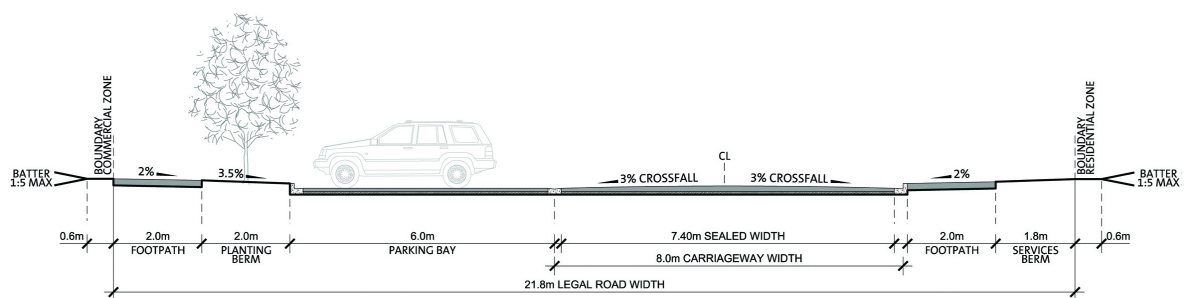 BOUNDARY
COMMERCIAL ZONE
BOUNDARY
RESIDENTIAL ZONE
CL
BATTER
1:5 MAX
2%
3.5%
3% CROSSFALL
3% CROSSFALL
2%
BATTER
1:5 MAX
0.6m
2.0m
FOOTPATH
2.0m
PLANTING
BERM
6.0m
PARKING BAY
7.40m SEALED WIDTH
2.0m
FOOTPATH
1.8m
SERVICES
BERM
0.6m
8.0m CARRIAGEWAY WIDTH
21.8m LEGAL ROAD WIDTH